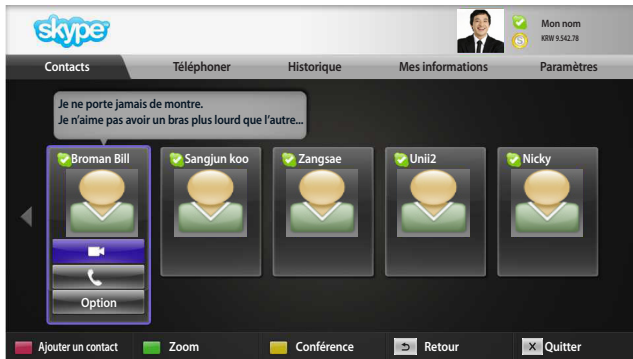 skype
Mon nom
KRW 9.542.78
Contacts Téléphoner Historique Mes informations Paramètres
Je ne porte jamais de montre.
Je n'aime pas avoir un bras plus lourd que l'autre...
Broman Bill Sangjun koo Zangsae Unii2 Nicky
Option
Ajouter un contact Zoom Conférence Retour X Quitter